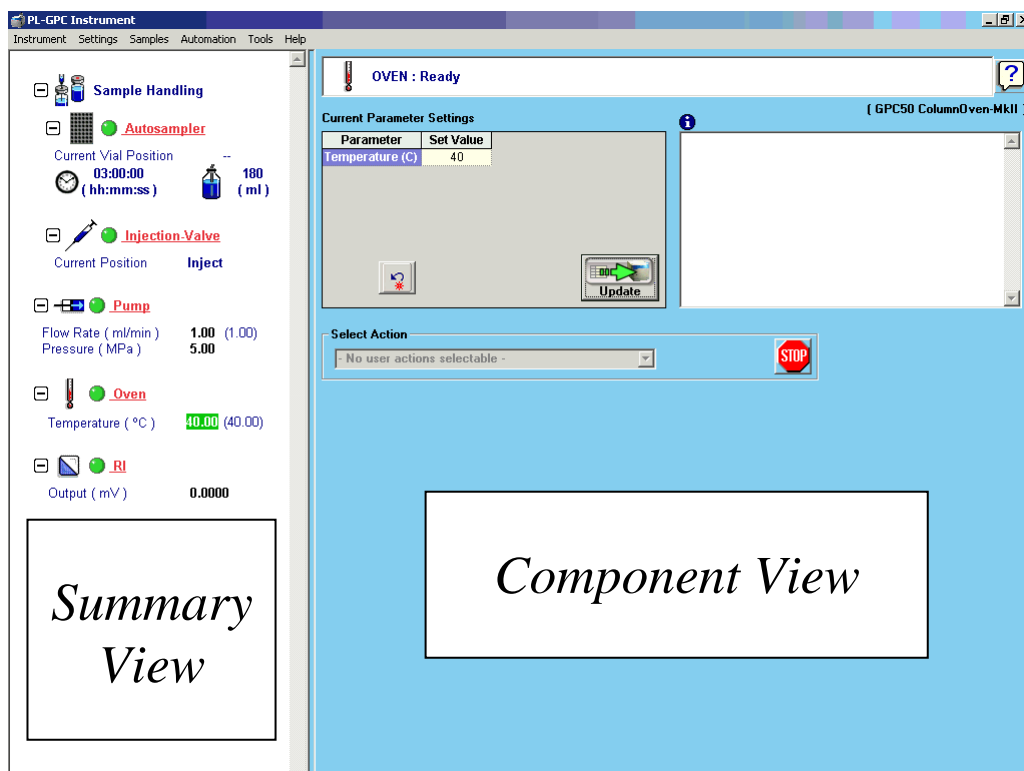 PL-GPC Instrument
Instrument Settings Samples Automation Tools Help
Sample Handling
Autosampler
Current Vial Position --
03:00:00 180
( hh:mm:ss ) ( ml )
Injection-Valve
Current Position Inject
Pump
Flow Rate ( ml/min ) 1.00 (1.00)
Pressure ( MPa ) 5.00
Oven
Temperature ( ºC ) 40.00 (40.00)
RI
Output ( mV ) 0.0000
Summary
View
OVEN : Ready
?
[ GPC50 ColumnOven-MkII ]
Current Parameter Settings
i
Parameter Set Value
Temperature (C) 40
Update
Select Action
- No user actions selectable -
STOP
Component View